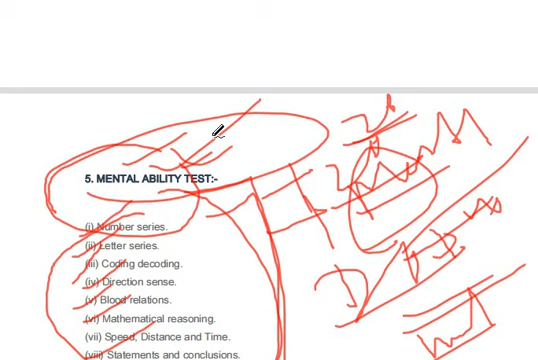 5. MENTAL ABILITY TEST:-
(i) Number series.
(ii) Letter series.
(iii) Coding decoding.
(iv) Direction sense.
(v) Blood relations.
(vi) Mathematical reasoning.
(vii) Speed, Distance and Time.
(viii) Statements and conclusions.